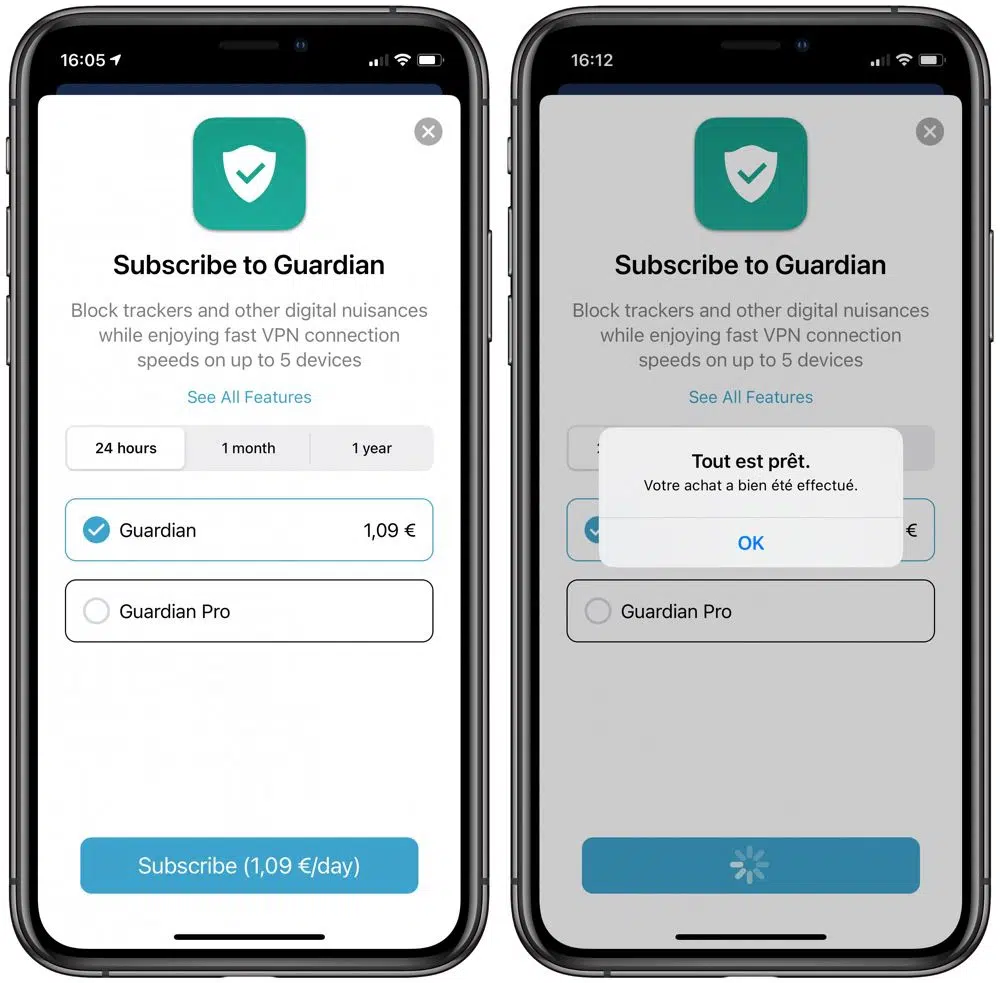 16:05
Subscribe to Guardian
Block trackers and other digital nuisances
while enjoying fast VPN connection
speeds on up to 5 devices
See All Features
24 hours
1 month
1 year
Guardian
1,09 €
Guardian Pro
Subscribe (1,09 €/day)
16:12
Subscribe to Guardian
Block trackers and other digital nuisances
while enjoying fast VPN connection
speeds on up to 5 devices
See All Features
Tout est prêt.
Votre achat a bien été effectué.
OK
€
Guardian Pro